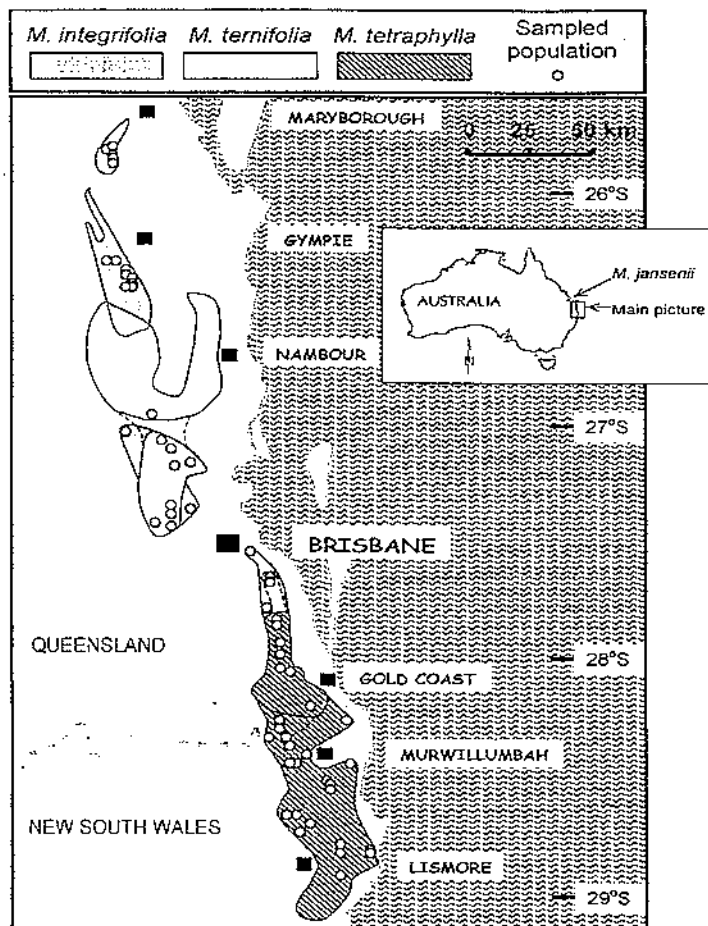 M. integrifolia M. ternifolia M. tetraphylla Sampled population
MARYBOROUGH
0 25 50 km
26°S
GYMPIE
M. jansenii
AUSTRALIA
Main picture
NAMBOUR
27°S
BRISBANE
QUEENSLAND
28°S
GOLD COAST
MURWILLUMBAH
NEW SOUTH WALES
LISMORE
29°S